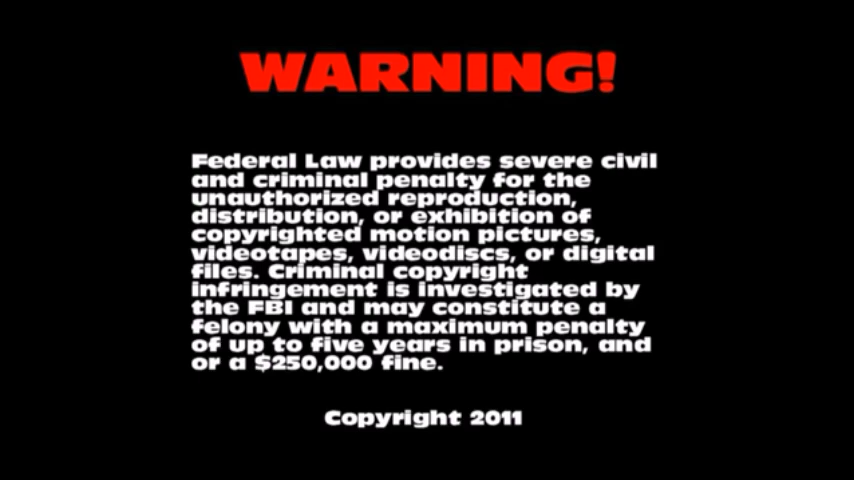 WARNING!
Federal Law provides severe civil
and criminal penalty for the
unauthorized reproduction,
distribution, or exhibition of
copyrighted motion pictures,
videotapes, videodiscs, or digital
files. Criminal copyright
infringement is investigated by
the FBI and may constitute a
felony with a maximum penalty
of up to five years in prison, and
or a $250,000 fine.
Copyright 2011